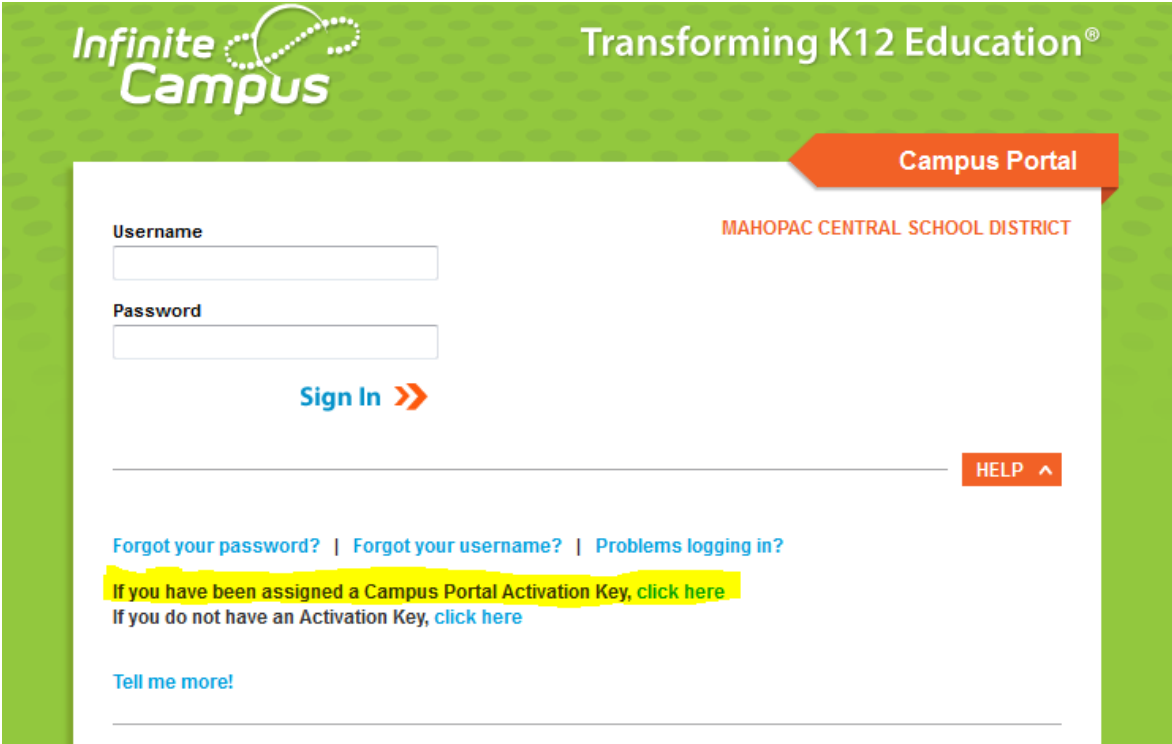 Infinite
Campus
Transforming K12 Education®
Campus Portal
MAHOPAC CENTRAL SCHOOL DISTRICT
Username
Password
Sign In
HELP
Forgot your password? | Forgot your username? | Problems logging in?
If you have been assigned a Campus Portal Activation Key, click here
If you do not have an Activation Key, click here
Tell me more!